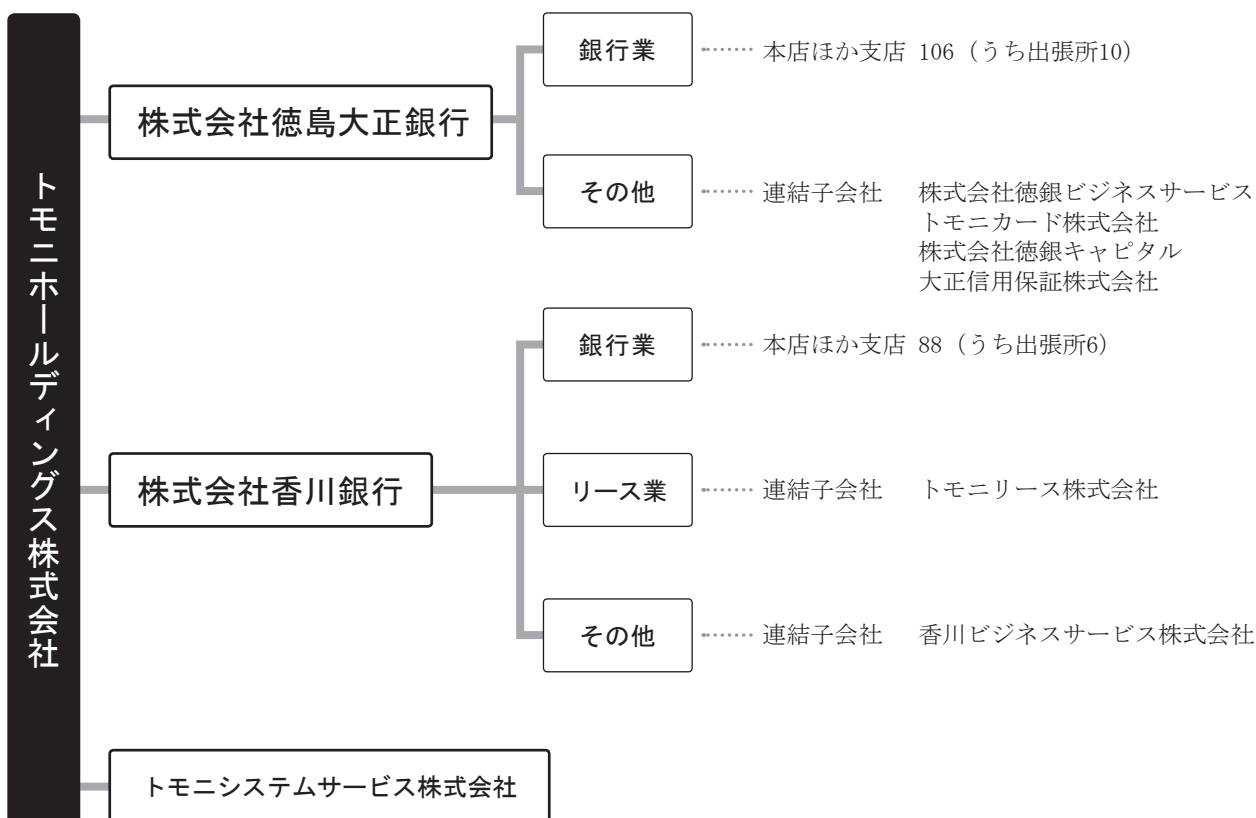 トモニホールディングス株式会社
株式会社徳島大正銀行
銀行業 ……… 本店ほか支店 106（うち出張所10）
その他 ……… 連結子会社 株式会社徳銀ビジネスサービス
トモニカード株式会社
株式会社徳銀キャピタル
大正信用保証株式会社
株式会社香川銀行
銀行業 ……… 本店ほか支店 88（うち出張所6）
リース業 ……… 連結子会社 トモニリース株式会社
その他 ……… 連結子会社 香川ビジネスサービス株式会社
トモニシステムサービス株式会社